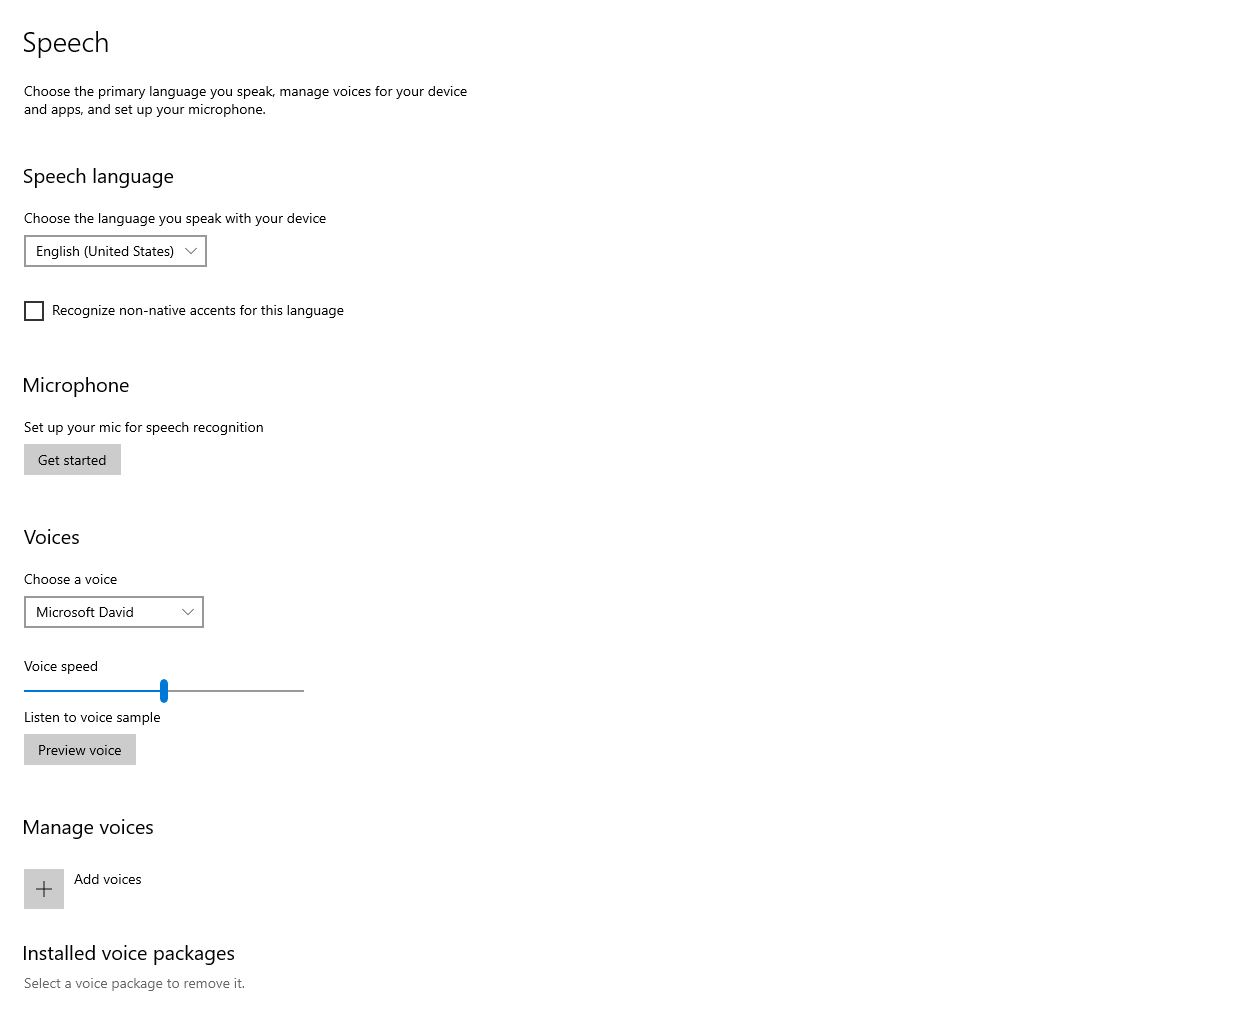 Speech
Choose the primary language you speak, manage voices for your device
and apps, and set up your microphone.
Speech language
Choose the language you speak with your device
English (United States)
Recognize non-native accents for this language
Microphone
Set up your mic for speech recognition
Get started
Voices
Choose a voice
Microsoft David
Voice speed
Listen to voice sample
Preview voice
Manage voices
Add voices
Installed voice packages
Select a voice package to remove it.